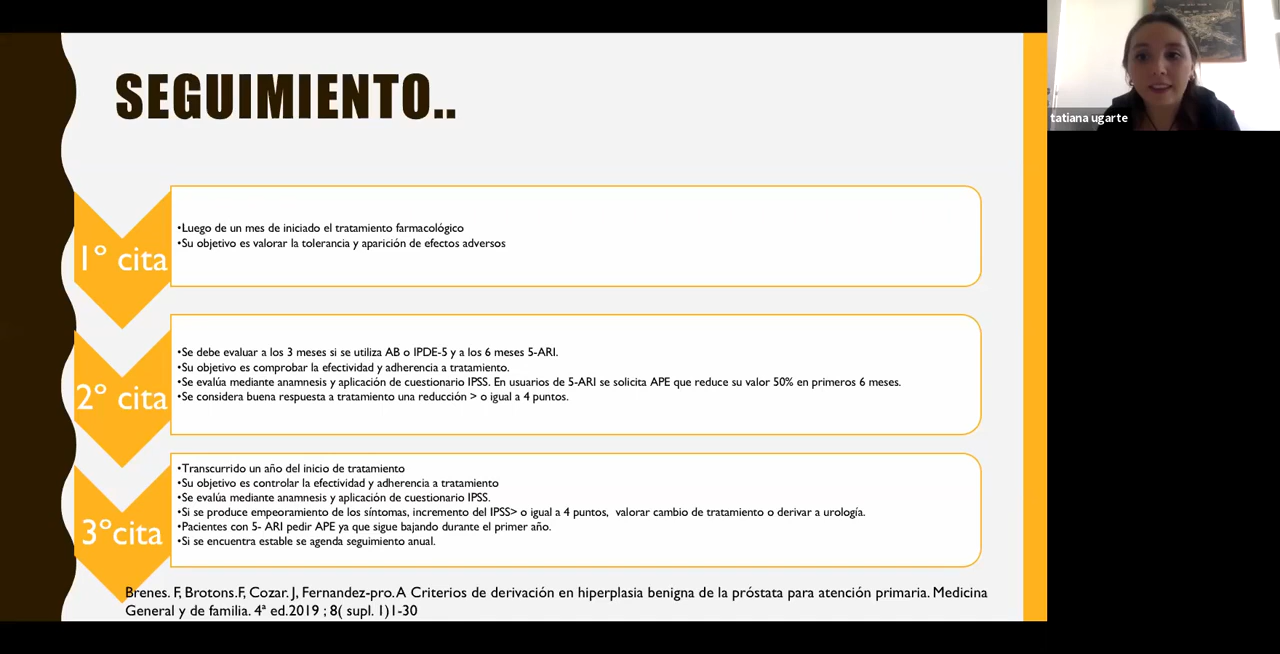 SEGUIMIENTO..
tatiana ugarte
1º cita
•Luego de un mes de iniciado el tratamiento farmacológico
•Su objetivo es valorar la tolerancia y aparición de efectos adversos
2º cita
•Se debe evaluar a los 3 meses si se utiliza AB o IPDE-5 y a los 6 meses 5-ARI.
•Su objetivo es comprobar la efectividad y adherencia a tratamiento.
•Se evalúa mediante anamnesis y aplicación de cuestionario IPSS. En usuarios de 5-ARI se solicita APE que reduce su valor 50% en primeros 6 meses.
•Se considera buena respuesta a tratamiento una reducción > o igual a 4 puntos.
3ºcita
•Transcurrido un año del inicio de tratamiento
•Su objetivo es controlar la efectividad y adherencia a tratamiento
•Se evalúa mediante anamnesis y aplicación de cuestionario IPSS.
•Si se produce empeoramiento de los síntomas, incremento del IPSS> o igual a 4 puntos,  valorar cambio de tratamiento o derivar a urología.
•Pacientes con 5- ARI pedir APE ya que sigue bajando durante el primer año.
•Si se encuentra estable se agenda seguimiento anual.
Brenes. F, Brotons.F, Cozar. J, Fernandez-pro. A Criterios de derivación en hiperplasia benigna de la próstata para atención primaria. Medicina
General y de familia. 4ª ed.2019 ; 8( supl. 1)1-30